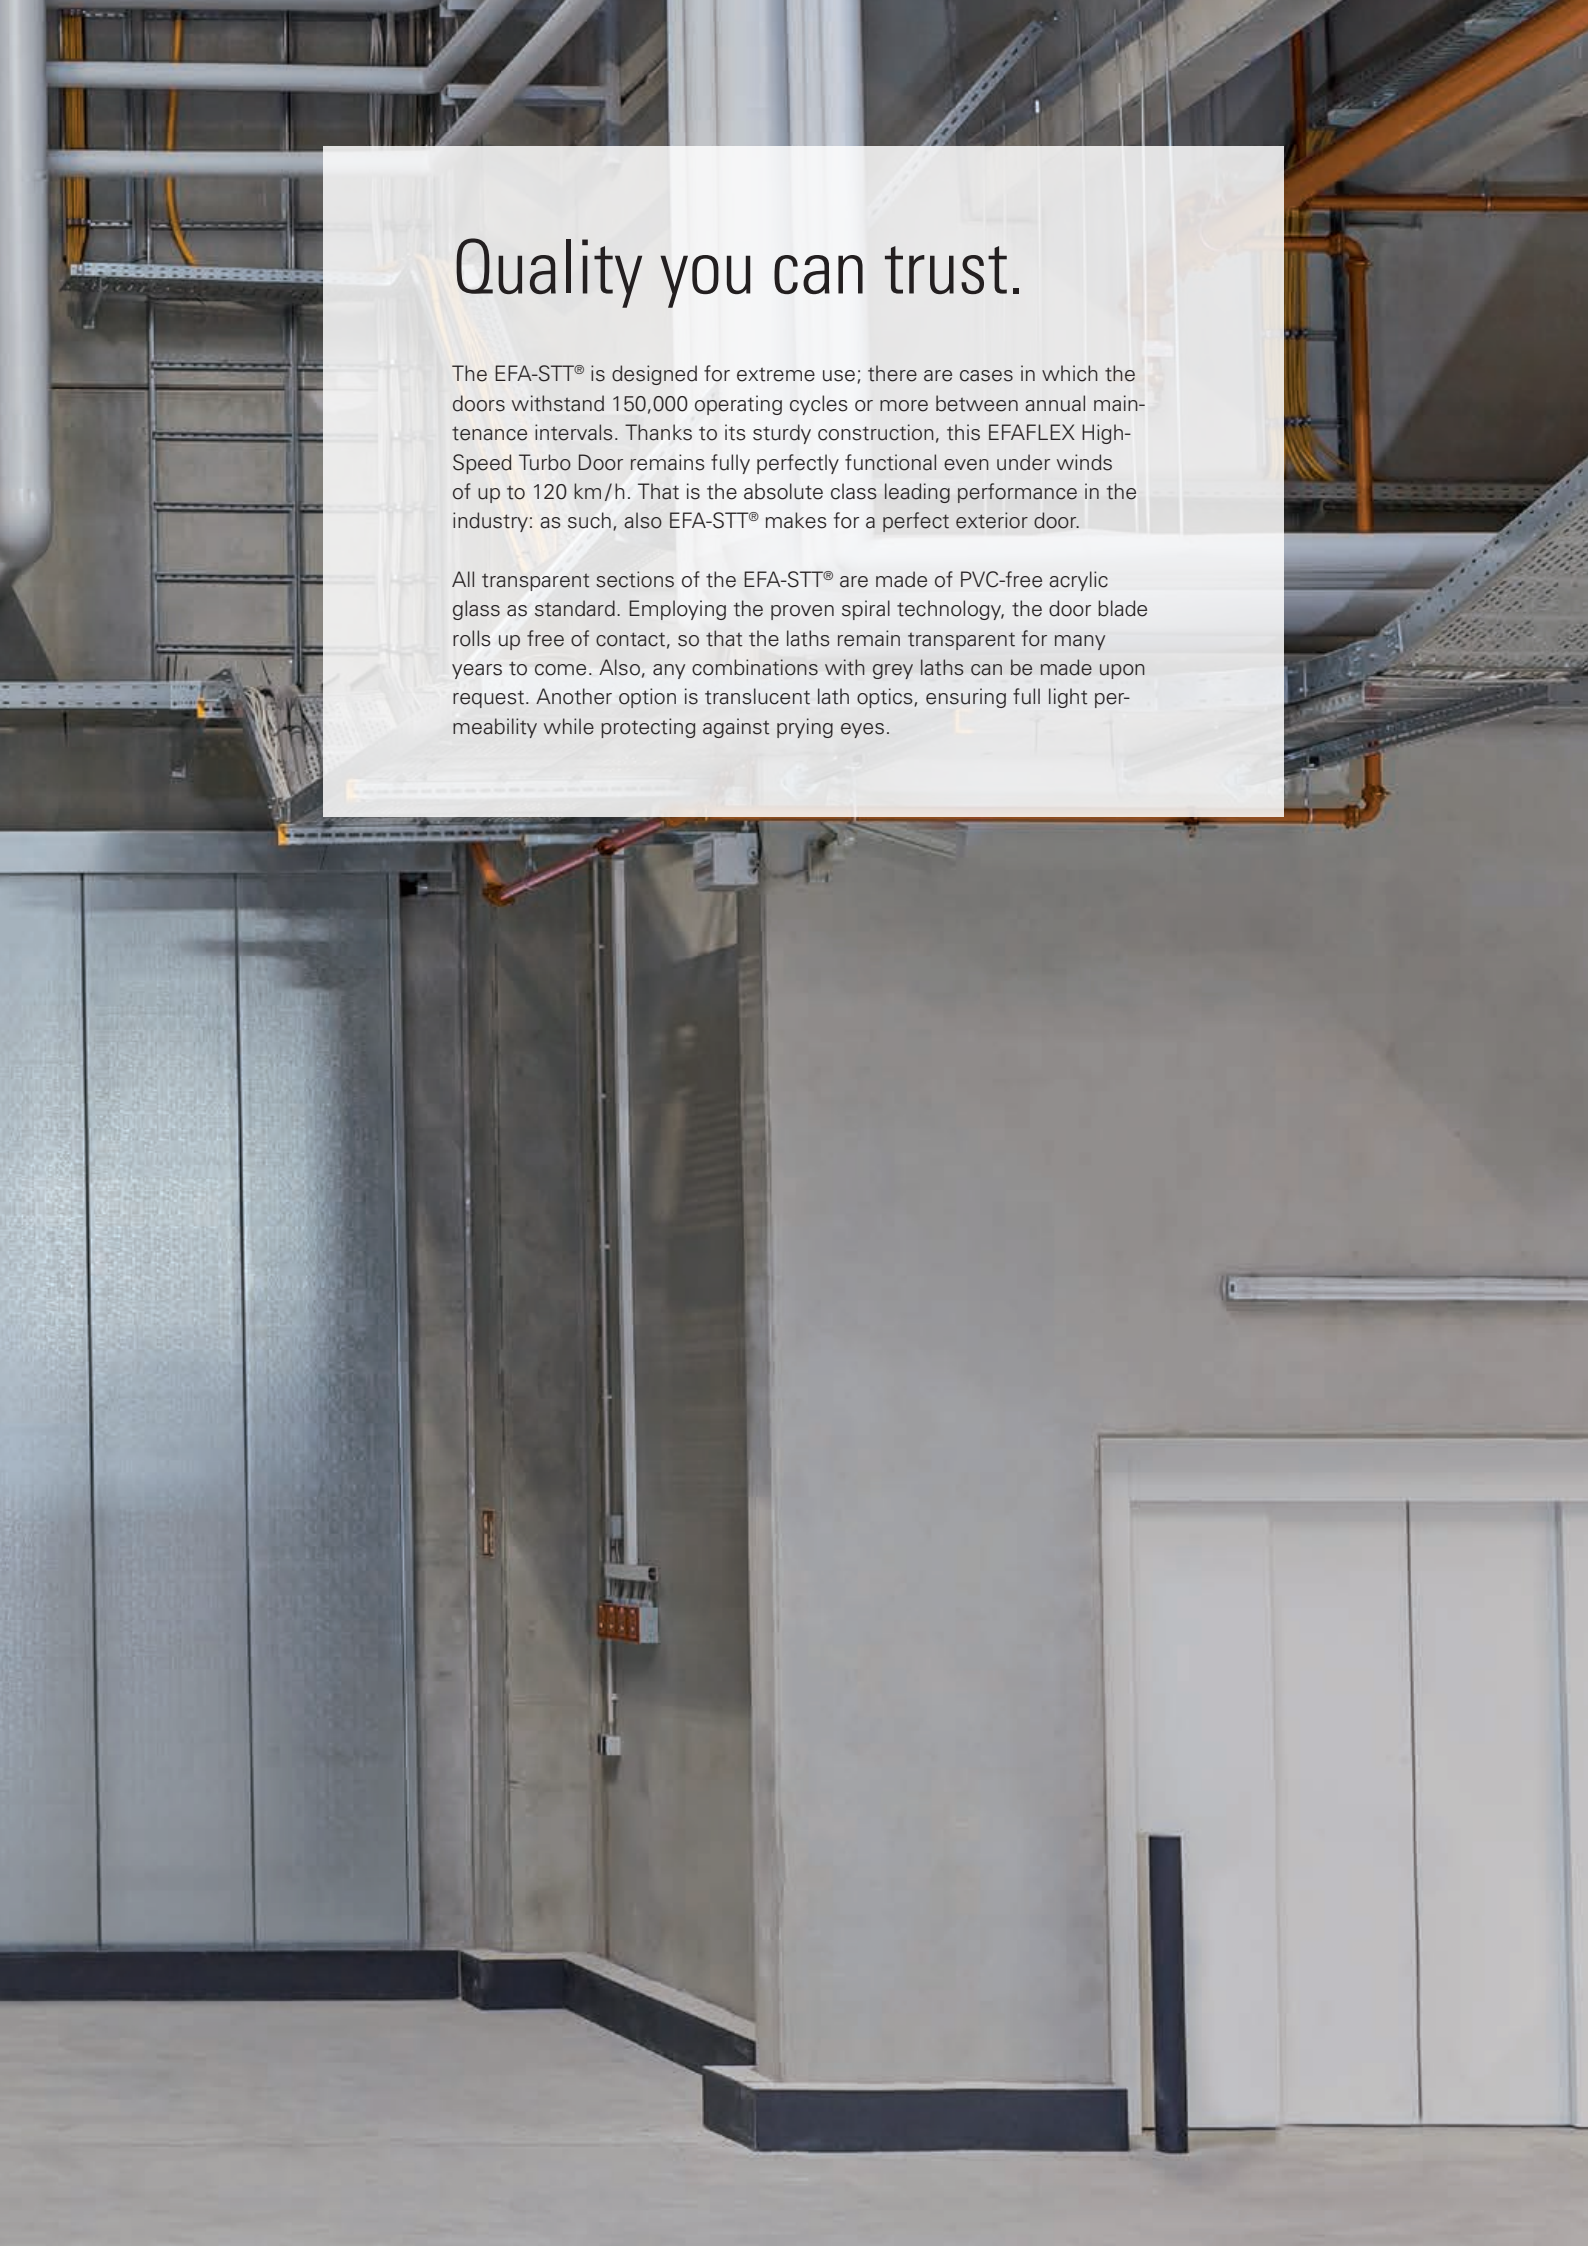 Quality you can trust.
The EFA-STT® is designed for extreme use; there are cases in which the
doors withstand 150,000 operating cycles or more between annual main-
tenance intervals. Thanks to its sturdy construction, this EFAFLEX High-
Speed Turbo Door remains fully perfectly functional even under winds
of up to 120 km/h. That is the absolute class leading performance in the
industry: as such, also EFA-STT® makes for a perfect exterior door.
All transparent sections of the EFA-STT® are made of PVC-free acrylic
glass as standard. Employing the proven spiral technology, the door blade
rolls up free of contact, so that the laths remain transparent for many
years to come. Also, any combinations with grey laths can be made upon
request. Another option is translucent lath optics, ensuring full light per-
meability while protecting against prying eyes.